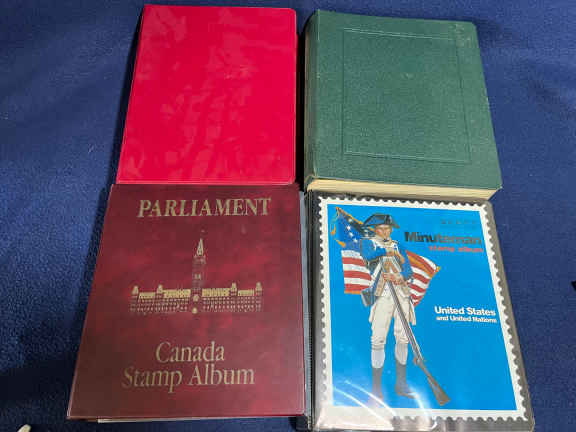 PARLIAMENT
Canada
Stamp Album
Minuteman
stamp album
United States
and United Nations